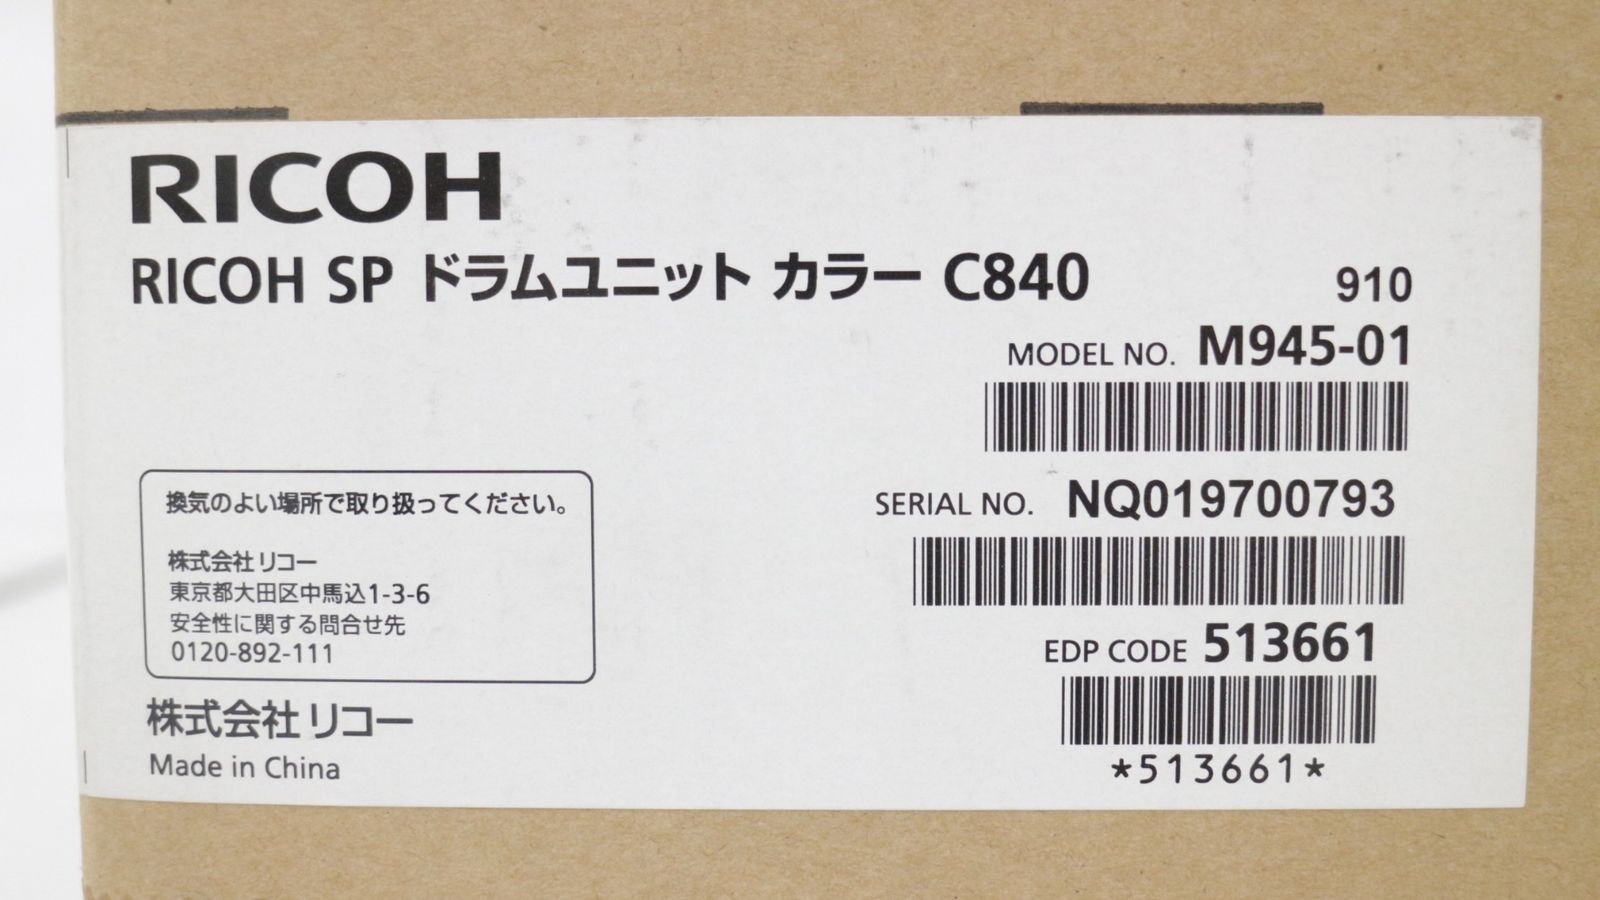 RICOH
RICOH SP ドラムユニット カラー C840
910
MODEL NO. M945-01
SERIAL NO. NQ019700793
EDP CODE 513661
*513661*
換気のよい場所で取り扱ってください。
株式会社リコー
東京都大田区中馬込1-3-6
安全性に関する問合せ先
0120-892-111
株式会社リコー
Made in China